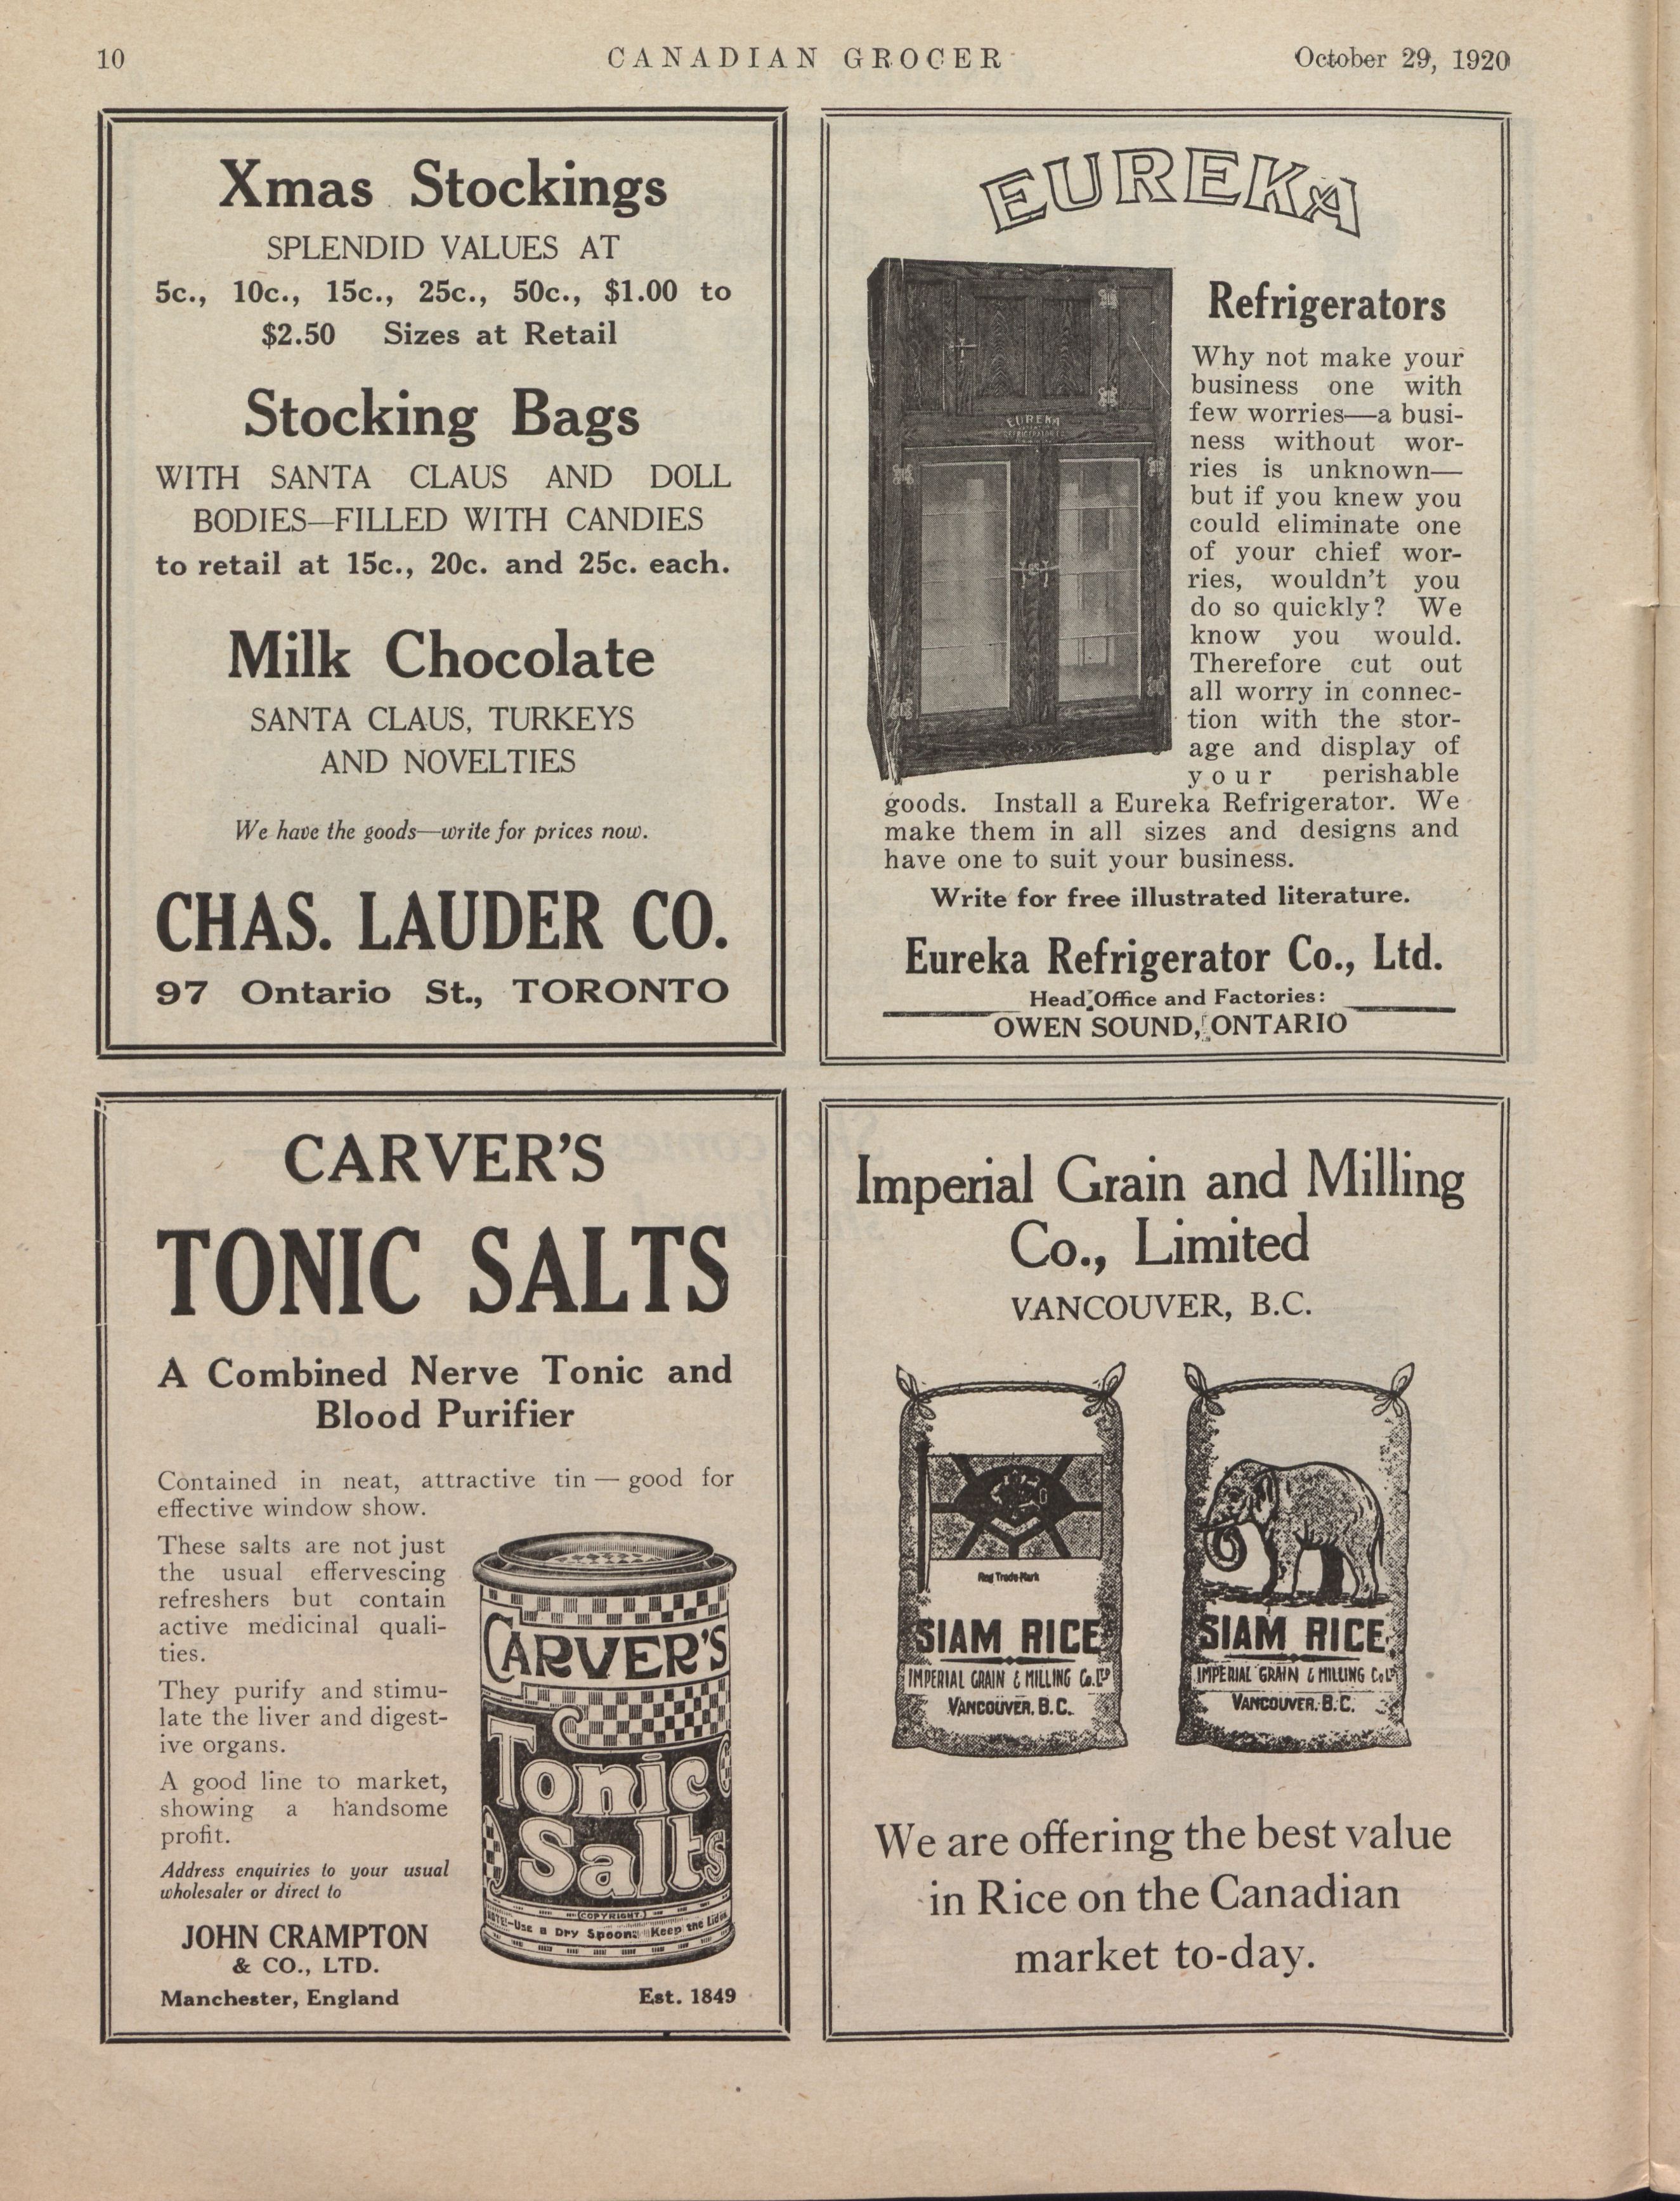 10
CANADIAN GROCER
October 29, 1920
Xmas Stockings
SPLENDID VALUES AT
5c., 10c., 15c., 25c., 50c., $1.00 to
$2.50 Sizes at Retail
Stocking Bags
WITH SANTA CLAUS AND DOLL
BODIES—FILLED WITH CANDIES
to retail at 15c., 20c. and 25c. each.
Milk Chocolate
SANTA CLAUS, TURKEYS
AND NOVELTIES
We have the goods—write for prices now.
CHAS. LAUDER CO.
97 Ontario St., TORONTO
EUREKA
EUREKA
REFRIGERATOR CO.
Refrigerators
Why not make your
business one with
few worries—a busi-
ness without wor-
ries is unknown—
but if you knew you
could eliminate one
of your chief wor-
ries, wouldn't you
do so quickly? We
know you would.
Therefore cut out
all worry in connec-
tion with the stor-
age and display of
your perishable
goods. Install a Eureka Refrigerator. We
make them in all sizes and designs and
have one to suit your business.
Write for free illustrated literature.
Eureka Refrigerator Co., Ltd.
Head Office and Factories:
OWEN SOUND, ONTARIO
CARVER'S
TONIC SALTS
A Combined Nerve Tonic and
Blood Purifier
Contained in neat, attractive tin — good for
effective window show.
These salts are not just
the usual effervescing
refreshers but contain
active medicinal quali-
ties.
They purify and stimu-
late the liver and digest-
ive organs.
A good line to market,
showing a handsome
profit.
Address enquiries to your usual
wholesaler or direct to
JOHN CRAMPTON
& CO., LTD.
Manchester, England
Est. 1849
CARVER'S
Tonic
Salts
(COPYRIGHT.)
Use a Dry Spoon: Keep the Lid
Imperial Grain and Milling
Co., Limited
VANCOUVER, B.C.
Reg Trade Mark
SIAM RICE
IMPERIAL GRAIN & MILLING Co. LTD
VANCOUVER, B.C.
SIAM RICE
IMPERIAL GRAIN & MILLING Co LTD
VANCOUVER. B.C.
We are offering the best value
in Rice on the Canadian
market to-day.